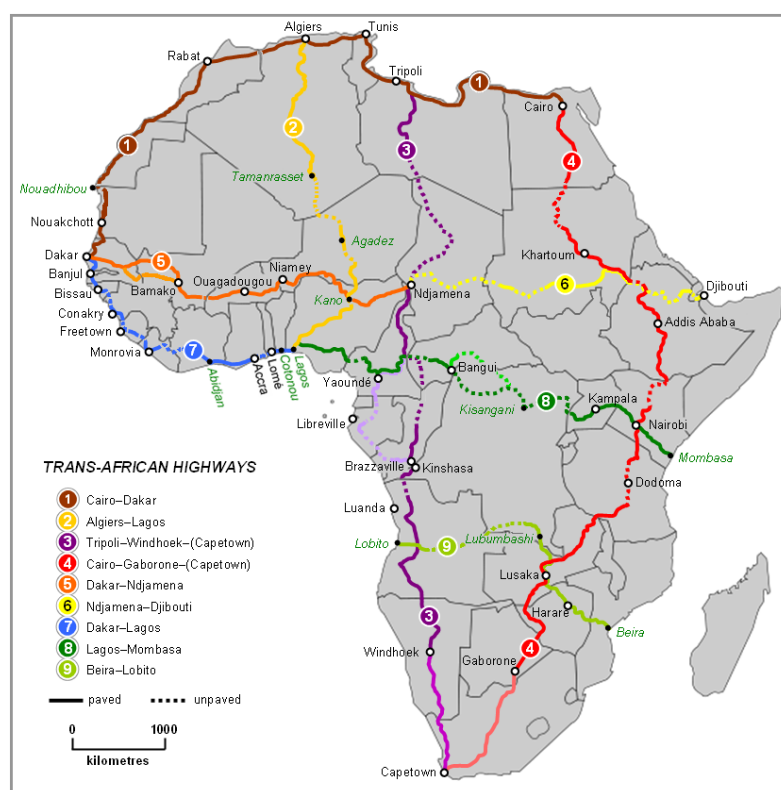 Algiers
Tunis
Rabat
Tripoli
1
Cairo
2
1
3
4
Tamanrasset
Nouadhibou
Nouakchott
Agadez
Khartoum
Dakar
5
Niamey
Banjul
Ouagadougou
Djibouti
6
Bissau
Bamako
Kano
Ndjamena
Conakry
Addis Ababa
Freetown
7
Monrovia
Lagos
Cotonou
Lomé
Accra
Abidjan
Yaoundé
Bangui
Kampala
8
Kisangani
Libreville
Nairobi
Mombasa
Brazzaville
Kinshasa
Dodoma
Luanda
Lobito
9
Lubumbashi
Lusaka
Harare
3
Beira
Windhoek
4
Gaborone
Capetown
TRANS-AFRICAN HIGHWAYS
1 Cairo–Dakar
2 Algiers–Lagos
3 Tripoli–Windhoek–(Capetown)
4 Cairo–Gaborone–(Capetown)
5 Dakar–Ndjamena
6 Ndjamena–Djibouti
7 Dakar–Lagos
8 Lagos–Mombasa
9 Beira–Lobito
paved unpaved
0 1000
kilometres